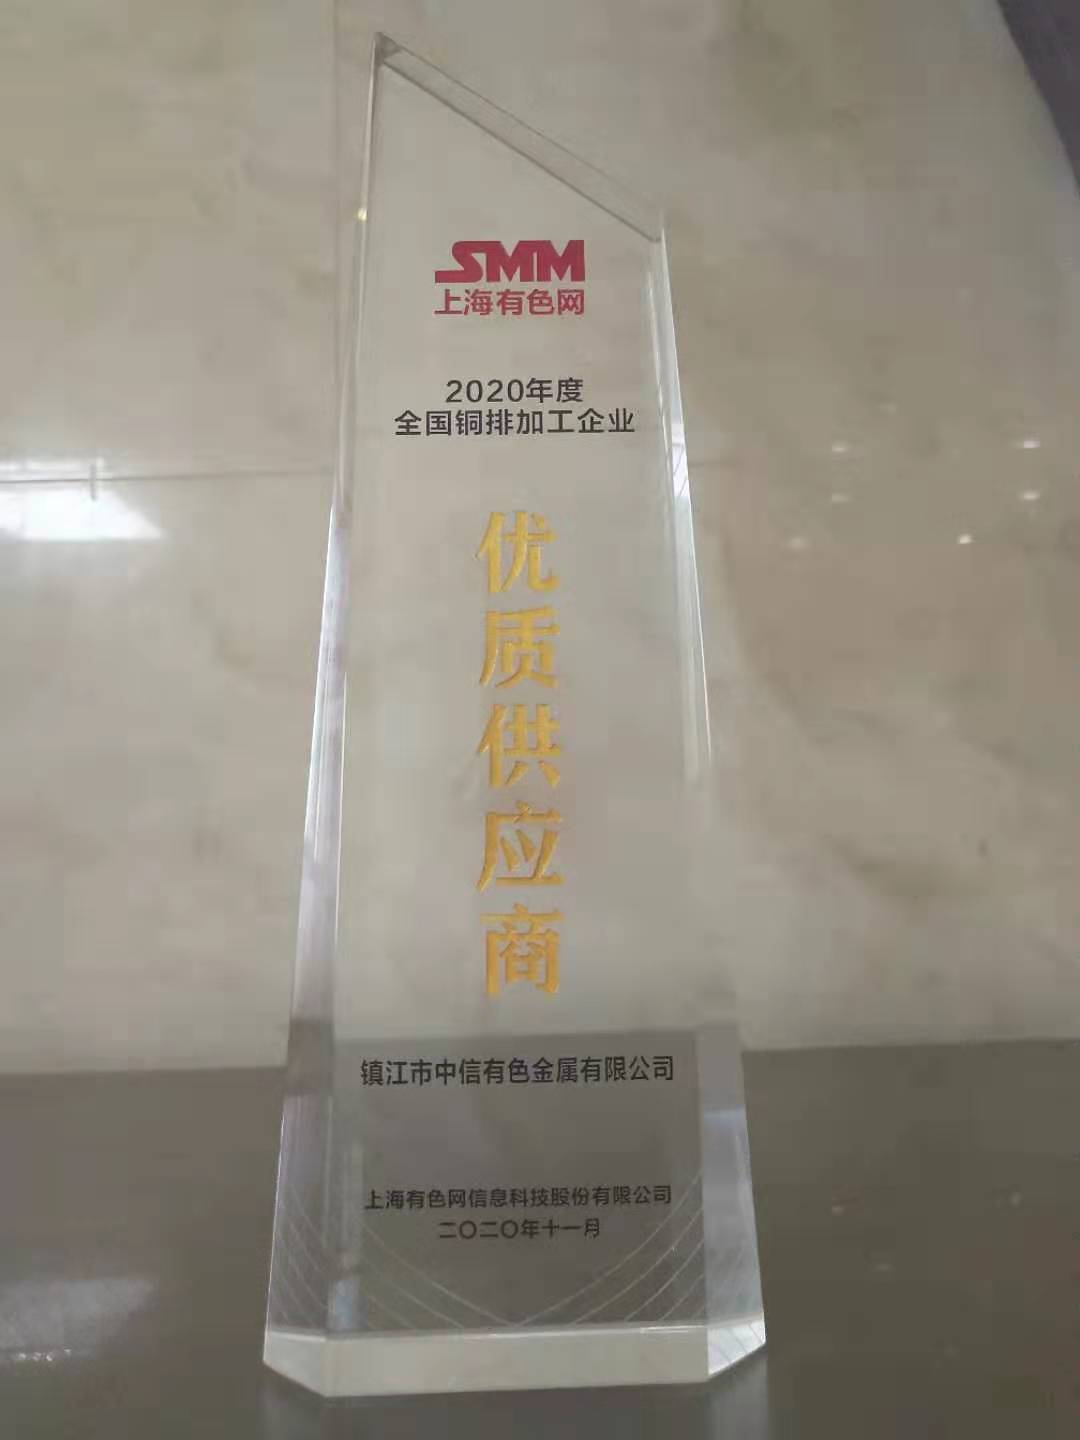 SMM
上海有色网
2020年度
全国铜排加工企业
优质供应商
镇江市中信有色金属有限公司
上海有色网信息科技股份有限公司
二〇二〇年十一月